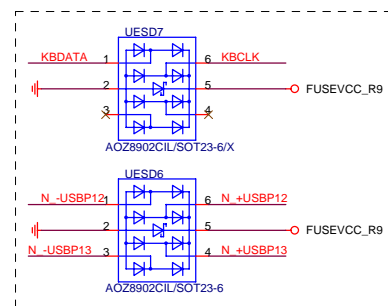 UESD7
KBDATA 1 6 KBCLK
2 5 FUSEVCC_R9
3 4
AOZ8902CIL/SOT23-6/X
UESD6
N_-USBP12 1 6 N_+USBP12
2 5 FUSEVCC_R9
N_-USBP13 3 4 N_+USBP13
AOZ8902CIL/SOT23-6